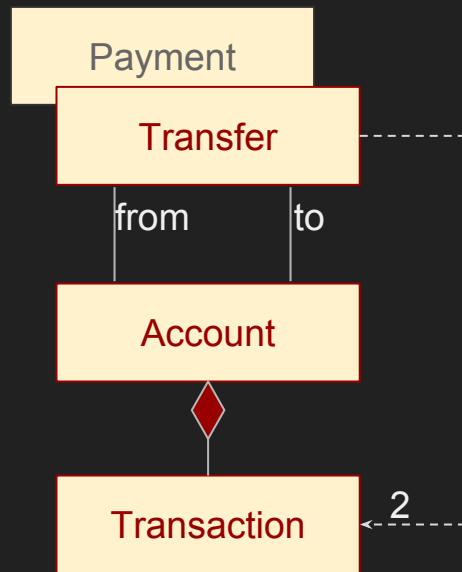 Payment
Transfer
from
to
Account
2
Transaction